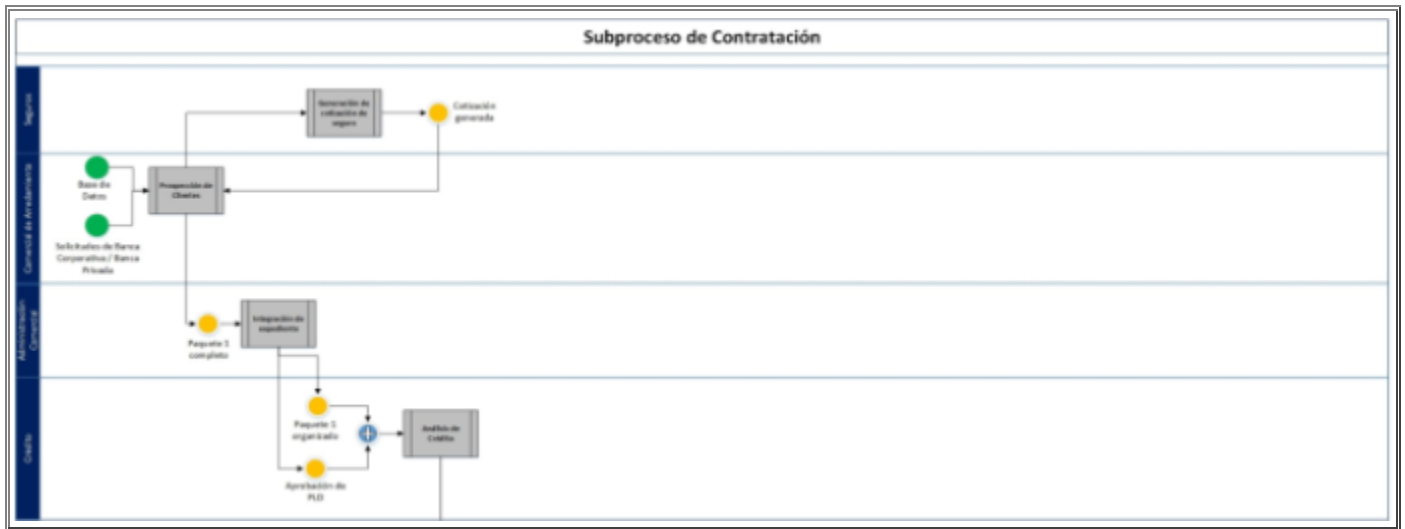 Subproceso de Contratación
Seguros
Generación de
cotización de
seguro
Cotización
generada
Comercial de Arredamiento
Base de
Datos
Prospección de
Clientes
Solicitudes de Banca
Corporativa / Banca
Privada
Administración
Comercial
Paquete 1
completo
Integración de
expediente
Crédito
Paquete 1
organizado
Análisis de
Crédito
Aprobación de
PLD